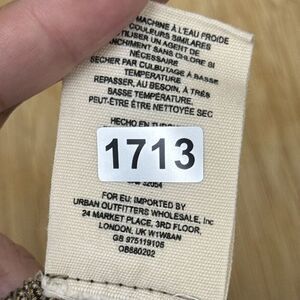 MACHINE À L'EAU FROIDE
COULEURS SIMILAIRES
UTILISER UN AGENT DE
BLANCHIMENT SANS CHLORE SI
NÉCESSAIRE
SÉCHER PAR CULBUTAGE À BASSE
TEMPÉRATURE
REPASSER, AU BESOIN, À TRÈS
BASSE TEMPÉRATURE.
PEUT-ÊTRE ÊTRE NETTOYÉE SEC
HECHO EN
1713
32054
FOR EU: IMPORTED BY
URBAN OUTFITTERS WHOLESALE, Inc
24 MARKET PLACE, 3RD FLOOR,
LONDON, UK W1W8AN
GB 975119105
OB880202